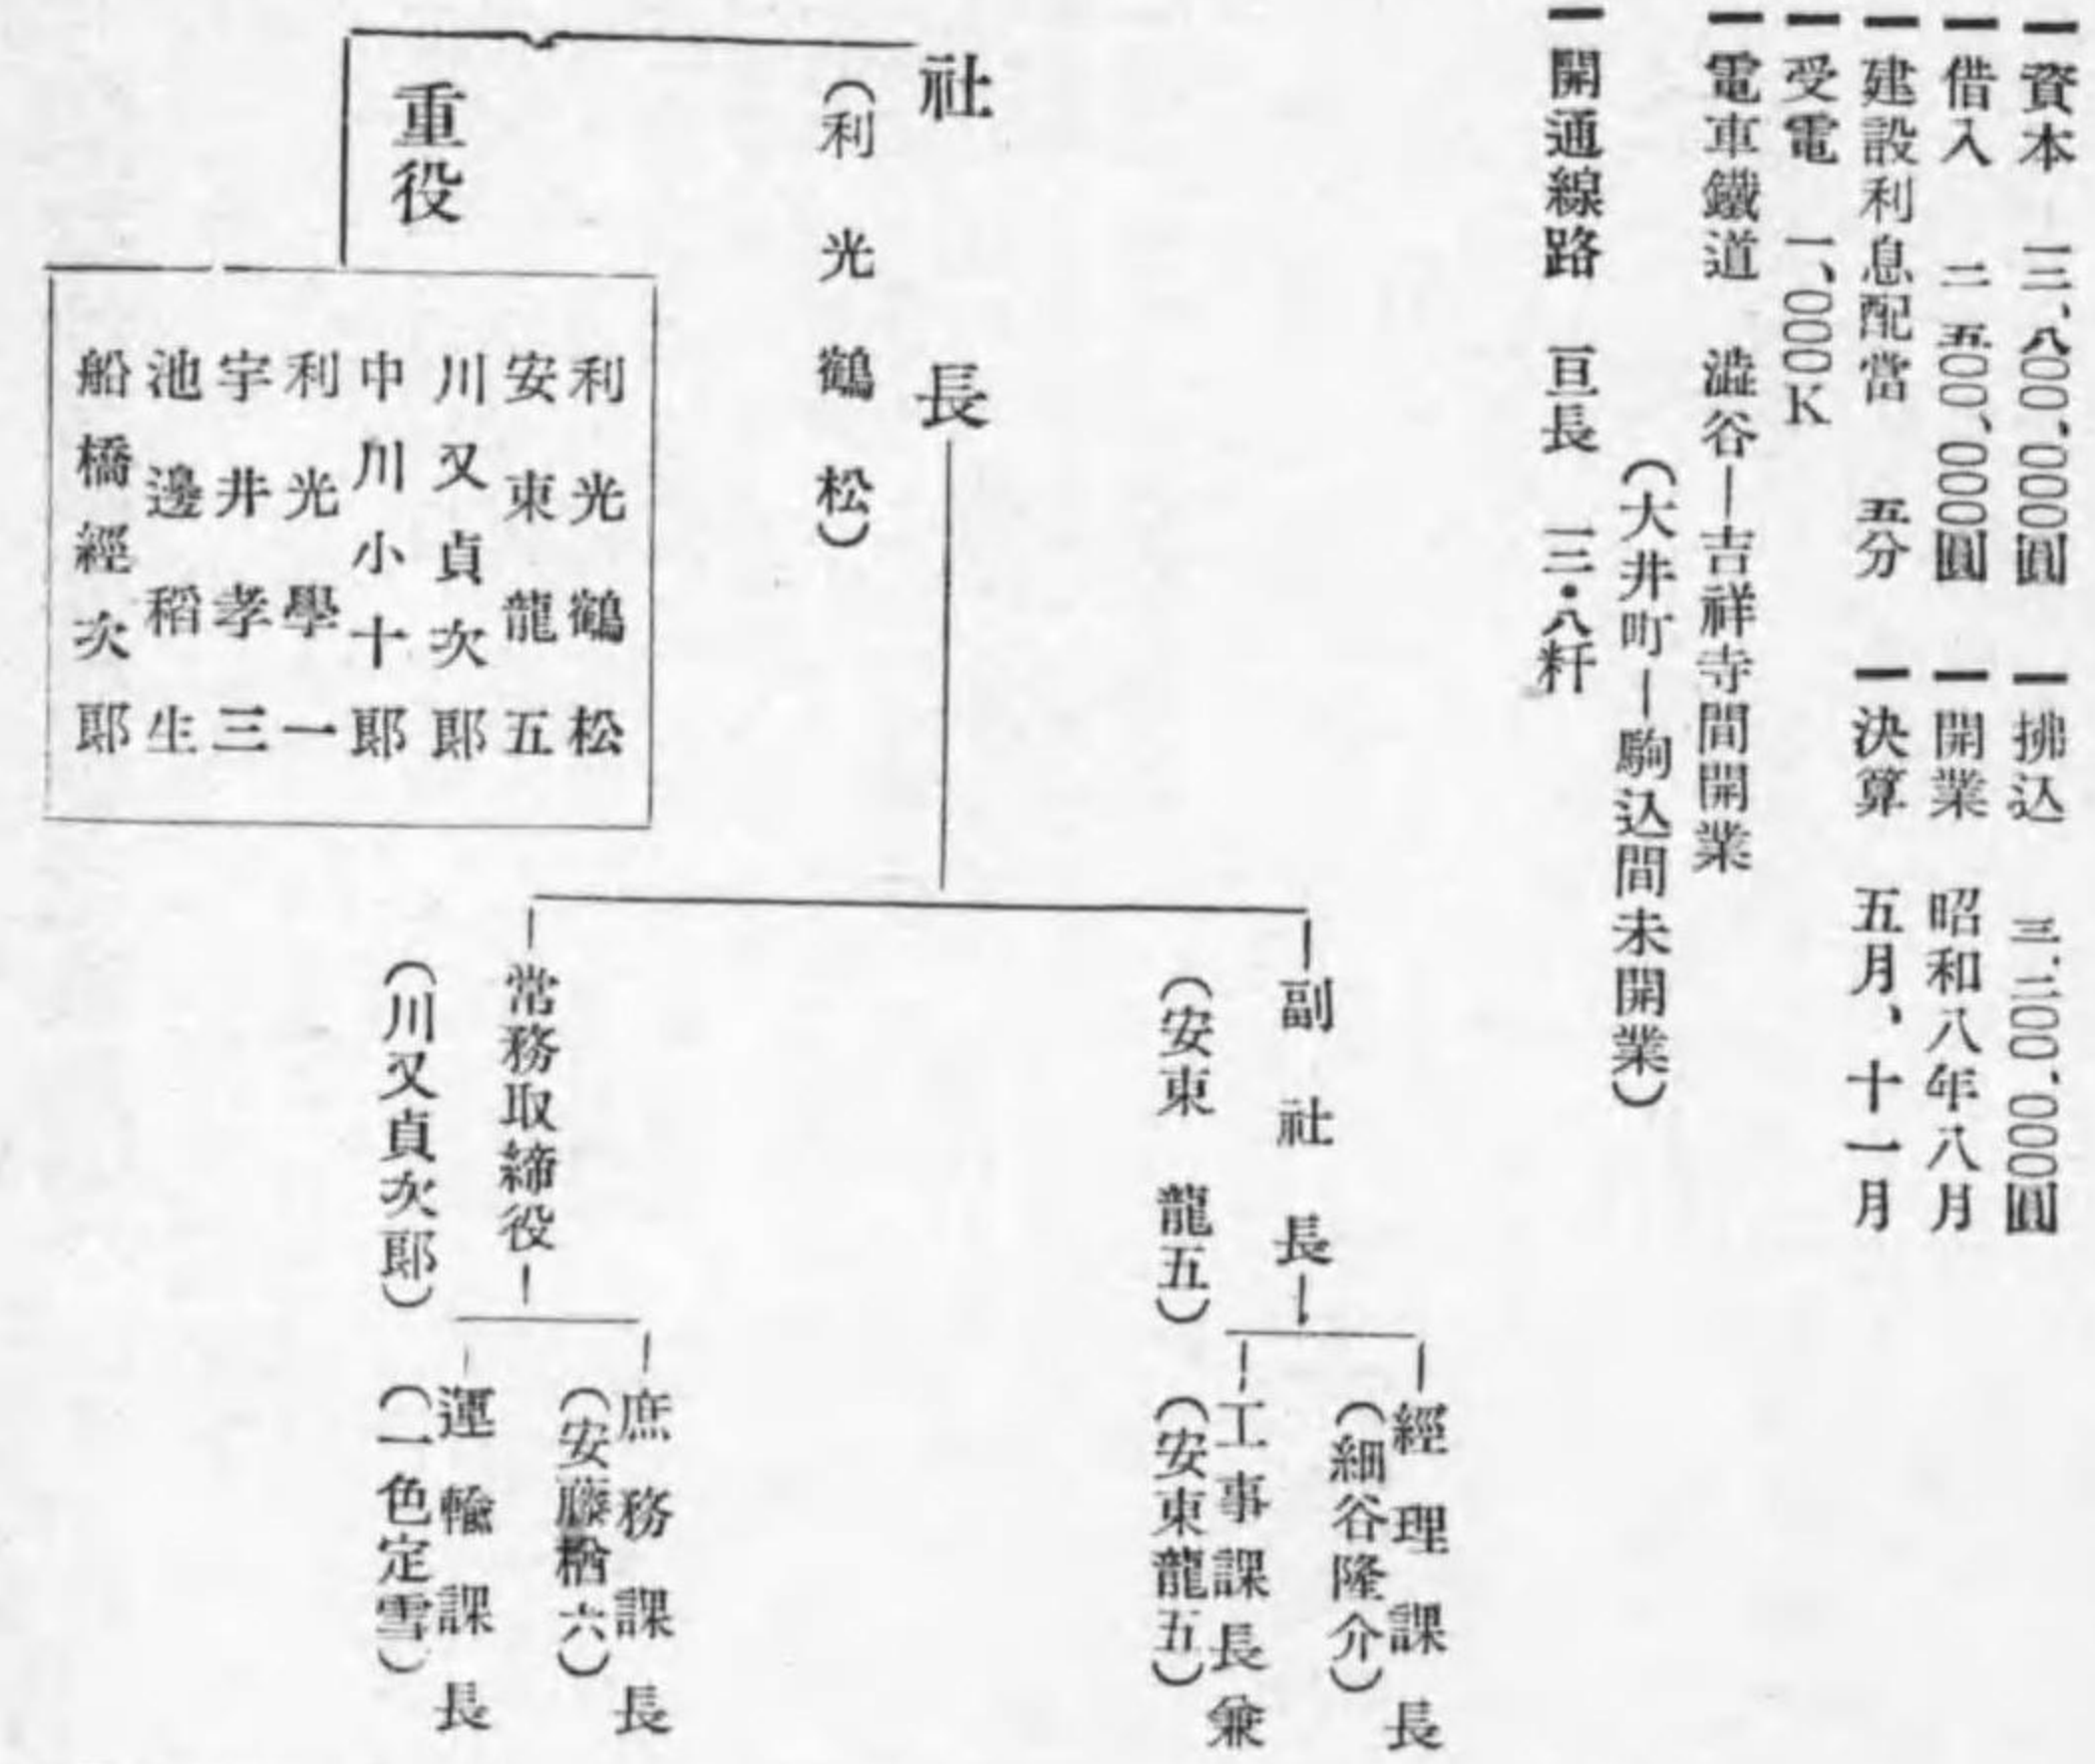 一資本 一三、八〇〇、〇〇〇圓 一拂込 三、二〇〇、〇〇〇圓
一借入 二五〇〇、〇〇〇圓 一開業 昭和八年八月
一建設利息配當 五分 一決算 五月、十一月
一受電 一、〇〇〇K
一電車鐵道 澁谷―吉祥寺間開業
(大井町―駒込間未開業)
一開通線路 亘長 一三・八粁
社長
(利光鶴松)
重役
利光鶴松
安東龍五
川又貞次郎
中川小十郎
利光學一
宇井孝三
池邊稻生
船橋經次郎
副社長
(安東龍五)
經理課長
(細谷隆介)
工事課長兼
(安東龍五)
常務取締役
(川又貞次郎)
庶務課長
(安藤楢六)
運輸課長
(一色定雪)